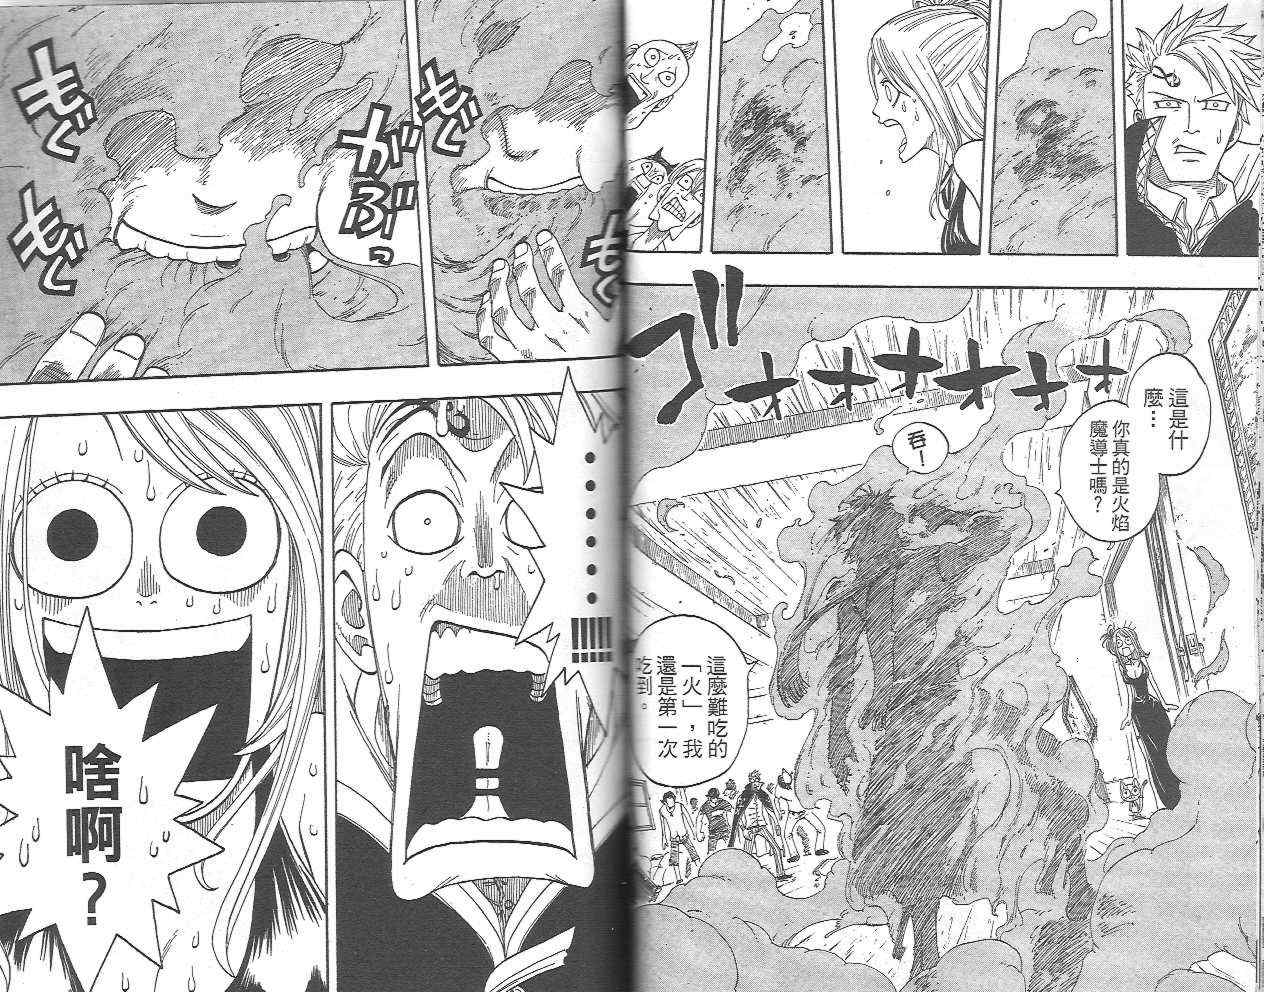 ゴオオオオオオ
這是什
麼…
你真的是火焰
魔導士嗎？
吞！
這麼難吃的
「火」，我
還是第一次
吃到。
もぐ
がぶっ
もぐ
もぐ
………!!!!!
啥啊？